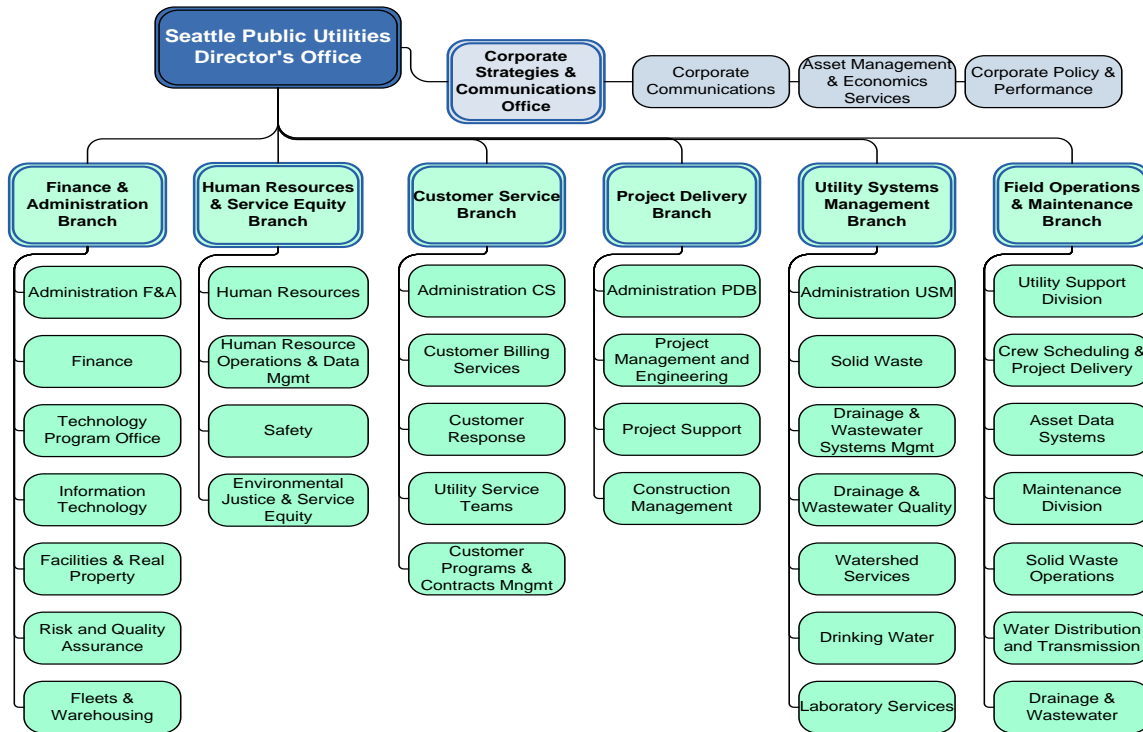 Seattle Public Utilities
Director's Office
Corporate
Strategies &
Communications
Office
Corporate
Communications
Asset Management
& Economics
Services
Corporate Policy &
Performance
Finance &
Administration
Branch
Human Resources
& Service Equity
Branch
Customer Service
Branch
Project Delivery
Branch
Utility Systems
Management
Branch
Field Operations
& Maintenance
Branch
Administration F&A
Finance
Technology
Program Office
Information
Technology
Facilities & Real
Property
Risk and Quality
Assurance
Fleets &
Warehousing
Human Resources
Human Resource
Operations & Data
Mgmt
Safety
Environmental
Justice & Service
Equity
Administration CS
Customer Billing
Services
Customer
Response
Utility Service
Teams
Customer
Programs &
Contracts Mngmt
Administration PDB
Project
Management and
Engineering
Project Support
Construction
Management
Administration USM
Solid Waste
Drainage &
Wastewater
Systems Mgmt
Drainage &
Wastewater Quality
Watershed
Services
Drinking Water
Laboratory Services
Utility Support
Division
Crew Scheduling &
Project Delivery
Asset Data
Systems
Maintenance
Division
Solid Waste
Operations
Water Distribution
and Transmission
Drainage &
Wastewater